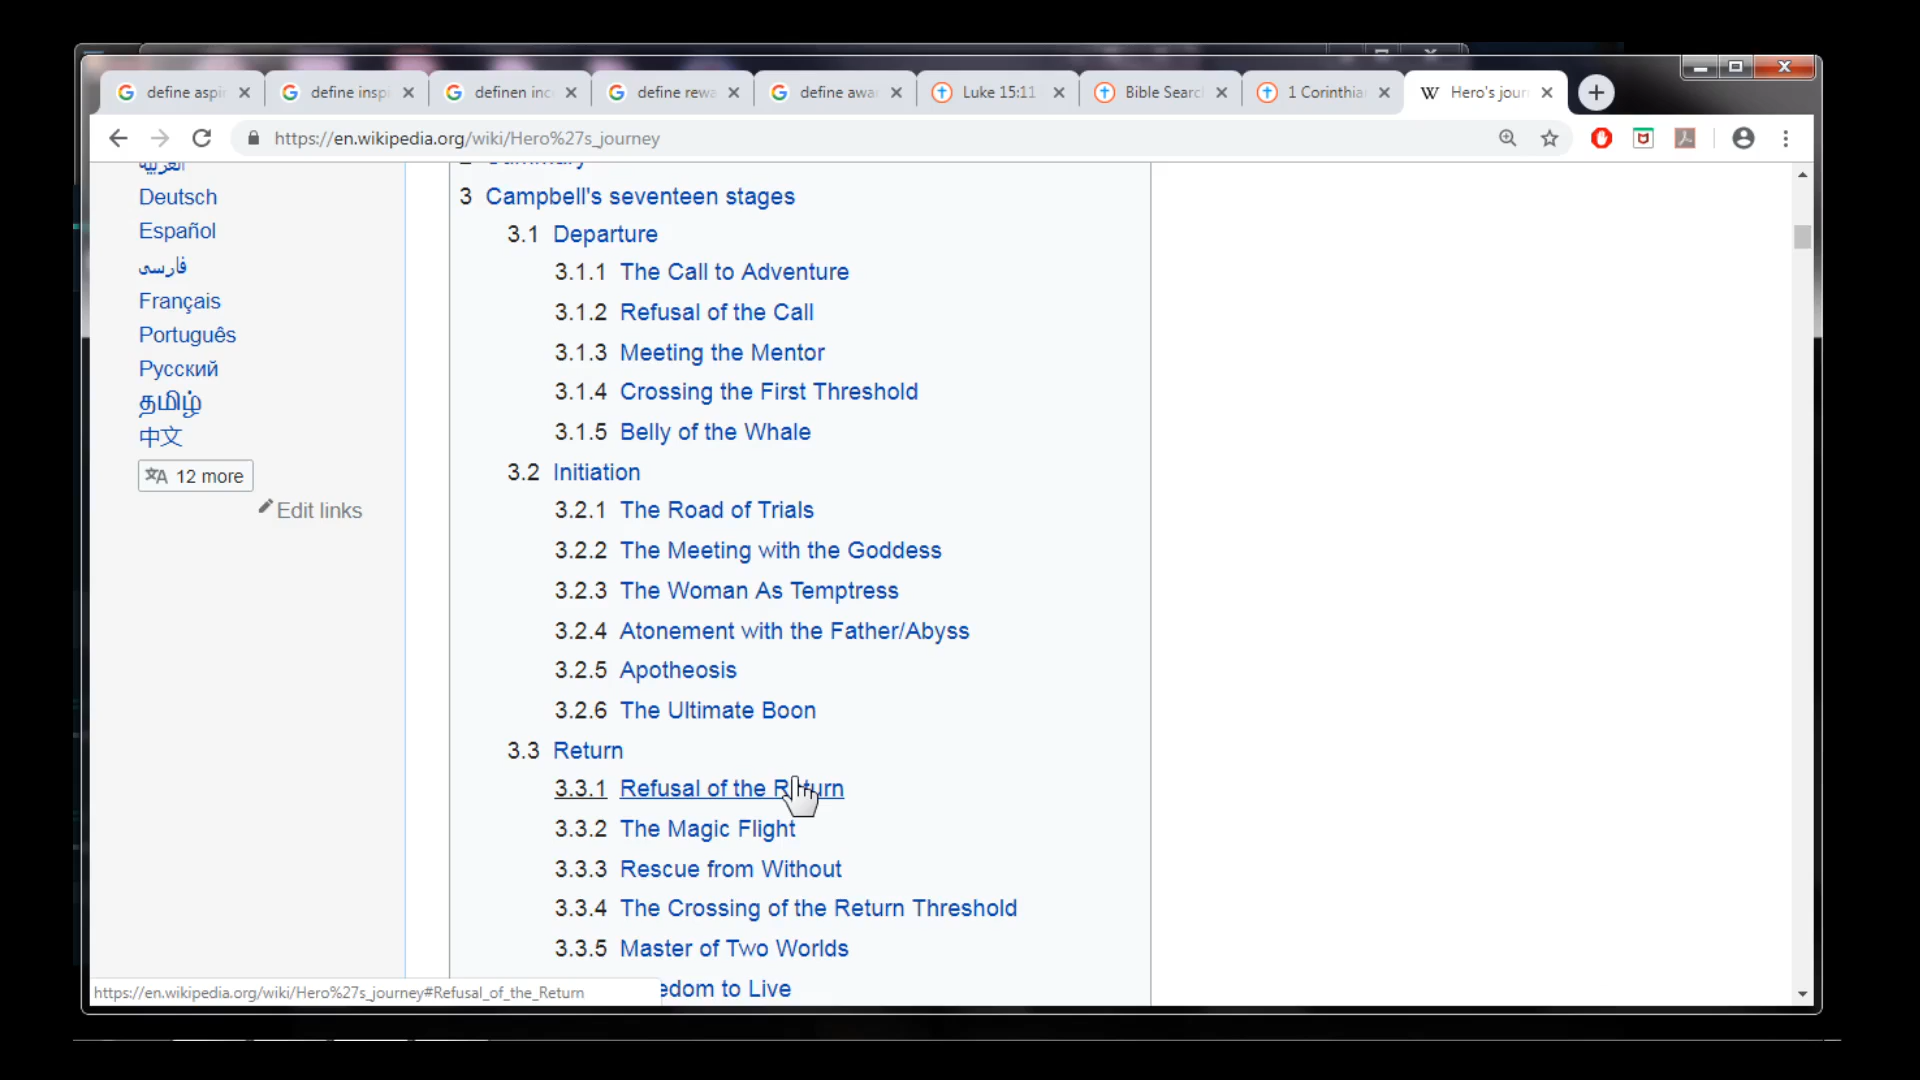 define aspi
define insp
definen inc
define rewa
define awa
Luke 15:11
Bible Searc
1 Corinthia
Hero's jour
https://en.wikipedia.org/wiki/Hero%27s_journey
العربية
Deutsch
Español
فارسی
Français
Português
Русский
தமிழ்
中文
12 more
Edit links
3 Campbell's seventeen stages
3.1 Departure
3.1.1 The Call to Adventure
3.1.2 Refusal of the Call
3.1.3 Meeting the Mentor
3.1.4 Crossing the First Threshold
3.1.5 Belly of the Whale
3.2 Initiation
3.2.1 The Road of Trials
3.2.2 The Meeting with the Goddess
3.2.3 The Woman As Temptress
3.2.4 Atonement with the Father/Abyss
3.2.5 Apotheosis
3.2.6 The Ultimate Boon
3.3 Return
3.3.1 Refusal of the Return
3.3.2 The Magic Flight
3.3.3 Rescue from Without
3.3.4 The Crossing of the Return Threshold
3.3.5 Master of Two Worlds
edom to Live
https://en.wikipedia.org/wiki/Hero%27s_journey#Refusal_of_the_Return